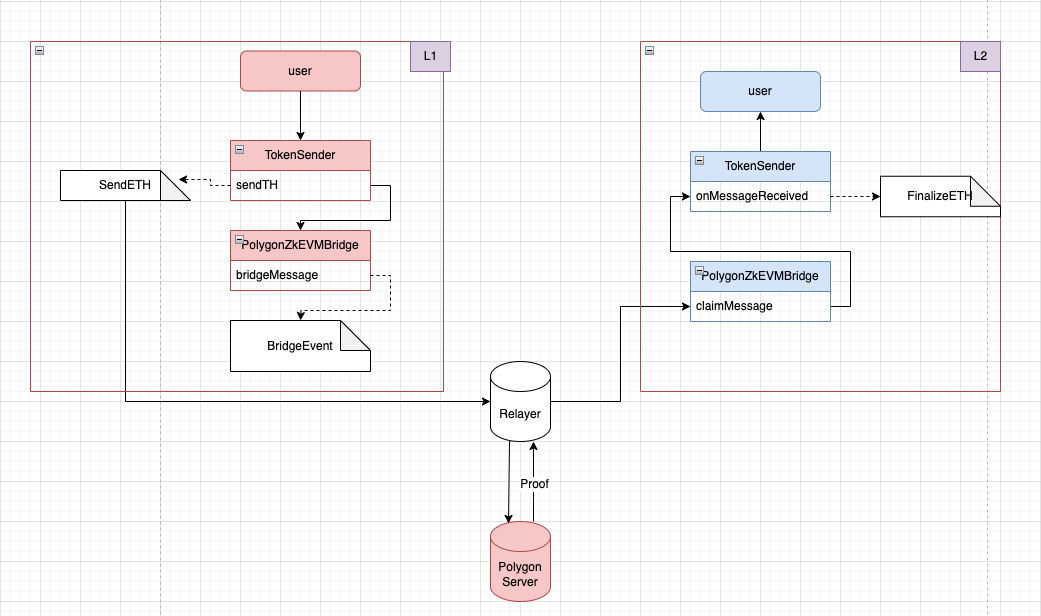 L1
user
TokenSender
sendTH
SendETH
PolygonZkEVMBridge
bridgeMessage
BridgeEvent
L2
user
TokenSender
onMessageReceived
FinalizeETH
PolygonZkEVMBridge
claimMessage
Relayer
Proof
Polygon
Server